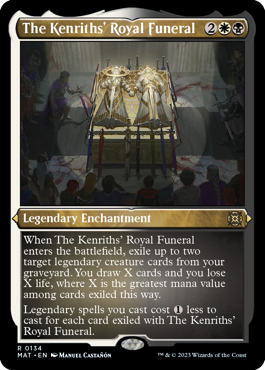 The Kenriths' Royal Funeral 2
Legendary Enchantment
When The Kenriths' Royal Funeral
enters the battlefield, exile up to two
target legendary creature cards from your
graveyard. You draw X cards and you lose
X life, where X is the greatest mana value
among cards exiled this way.
Legendary spells you cast cost 1 less to
cast for each card exiled with The Kenriths'
Royal Funeral.
R 0134
MAT • EN MANUEL CASTAÑÓN
™ & © 2023 Wizards of the Coast